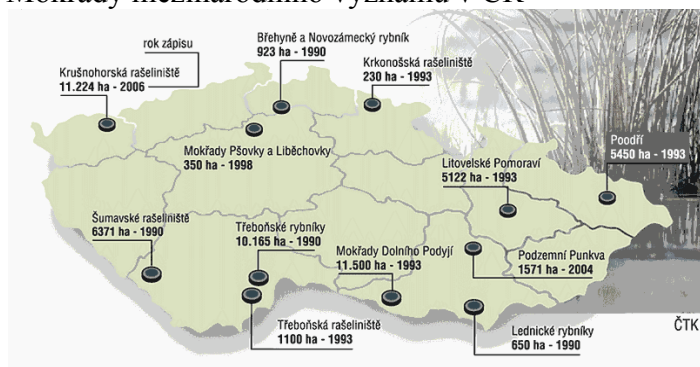 Mokřady mezinárodního významu v ČR
rok zápisu
Břehyně a Novozámecký rybník
923 ha - 1990
Krkonošská rašeliniště
230 ha - 1993
Krušnohorská rašeliniště
11.224 ha - 2006
Poodří
5450 ha - 1993
Mokřady Pšovky a Liběchovky
350 ha - 1998
Litovelské Pomoraví
5122 ha - 1993
Šumavské rašeliniště
6371 ha - 1990
Třeboňské rybníky
10.165 ha - 1990
Mokřady Dolního Podyjí
11.500 ha - 1993
Podzemní Punkva
1571 ha - 2004
Třeboňská rašeliniště
1100 ha - 1993
Lednické rybníky
650 ha - 1990
ČTK